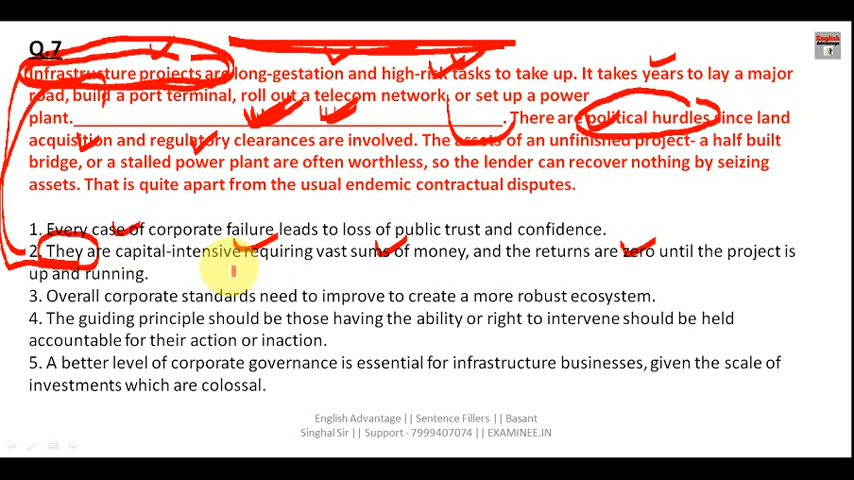 English
Advantage
Q.7
Infrastructure projects are long-gestation and high-risk tasks to take up. It takes years to lay a major
road, build a port terminal, roll out a telecom network, or set up a power
plant.______________________________________________. There are political hurdles since land
acquisition and regulatory clearances are involved. The assets of an unfinished project- a half built
bridge, or a stalled power plant are often worthless, so the lender can recover nothing by seizing
assets. That is quite apart from the usual endemic contractual disputes.
1. Every case of corporate failure leads to loss of public trust and confidence.
2. They are capital-intensive requiring vast sums of money, and the returns are zero until the project is
up and running.
3. Overall corporate standards need to improve to create a more robust ecosystem.
4. The guiding principle should be those having the ability or right to intervene should be held
accountable for their action or inaction.
5. A better level of corporate governance is essential for infrastructure businesses, given the scale of
investments which are colossal.
English Advantage || Sentence Fillers || Basant
Singhal Sir || Support - 7999407074 || EXAMINEE.IN